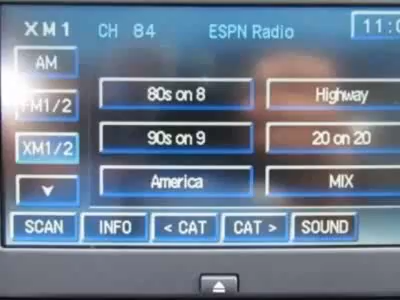 XM1 CH 84 ESPN Radio
AM
80s on 8 Highway
FM1/2
90s on 9 20 on 20
XM1/2
America MIX
SCAN INFO < CAT CAT > SOUND